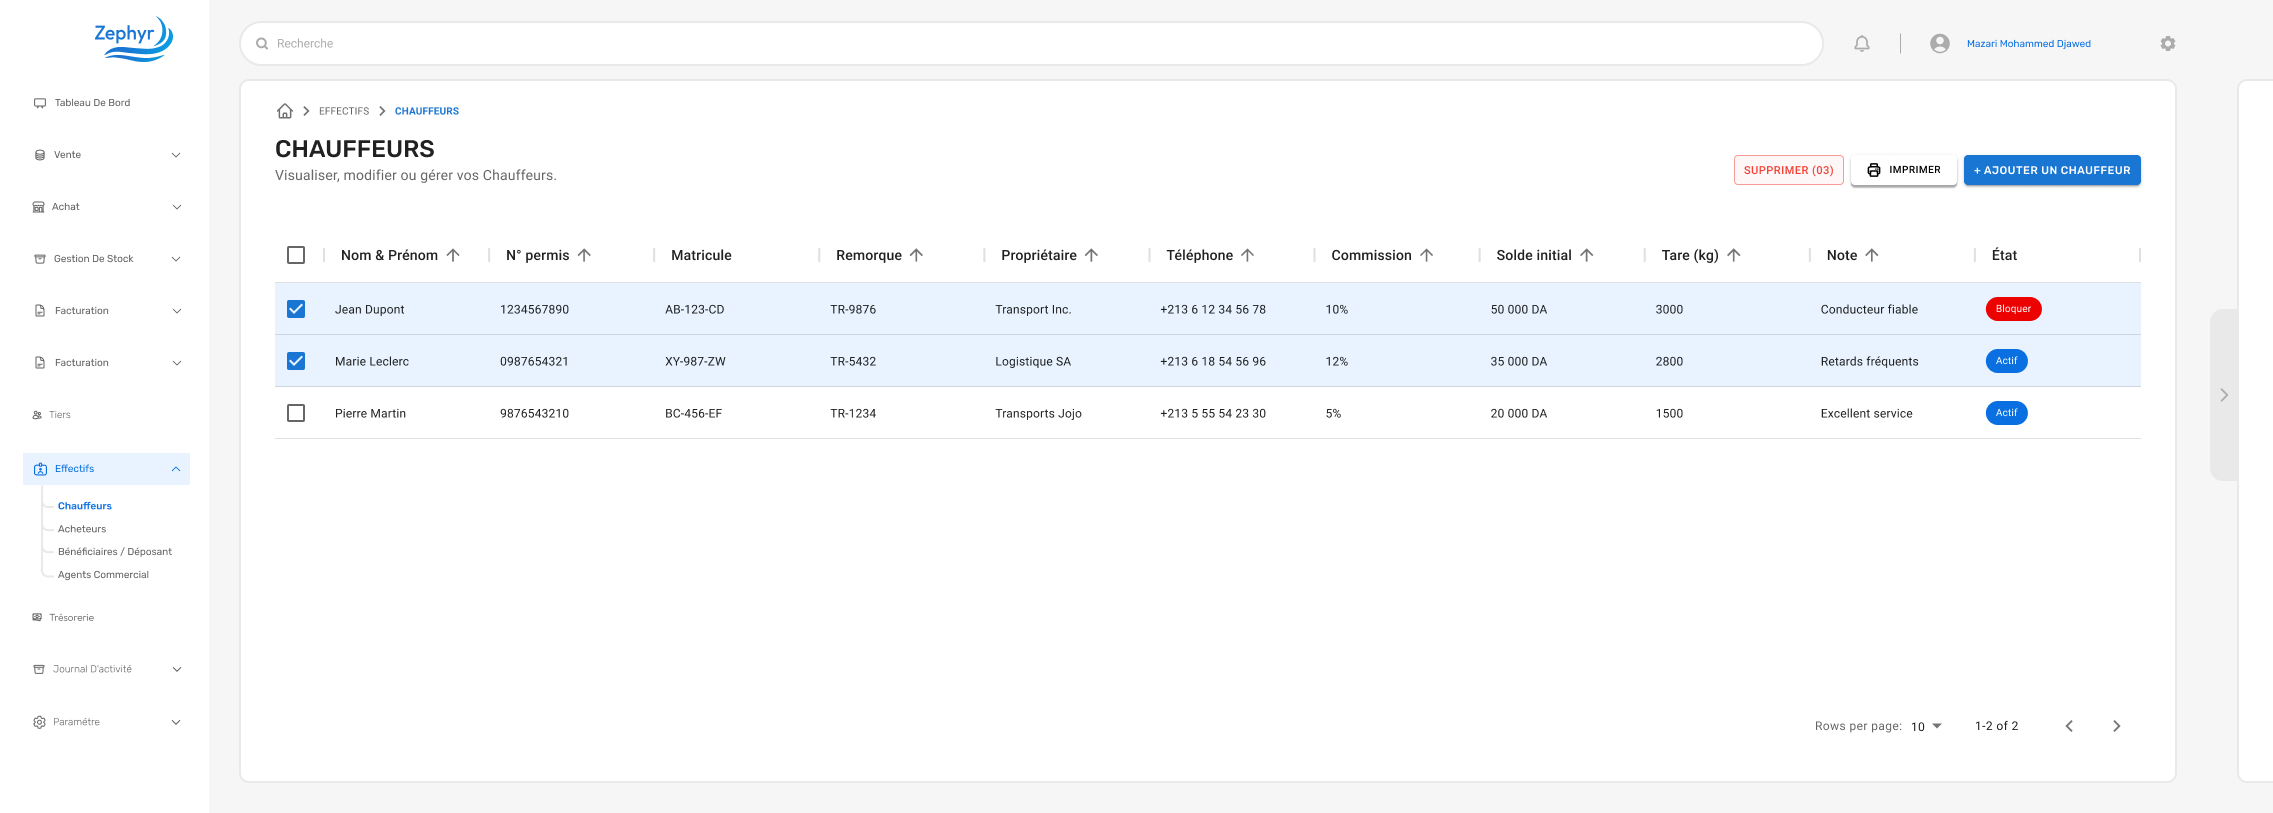 Zephyr
Recherche
Mazari Mohammed Djawed
Tableau De Bord
Vente
Achat
Gestion De Stock
Facturation
Facturation
Tiers
Effectifs
Chauffeurs
Acheteurs
Bénéficiaires / Déposant
Agents Commercial
Trésorerie
Journal D'activité
Paramétre
EFFECTIFS CHAUFFEURS
CHAUFFEURS
Visualiser, modifier ou gérer vos Chauffeurs.
SUPPRIMER (03) IMPRIMER + AJOUTER UN CHAUFFEUR
Nom & Prénom N° permis Matricule Remorque Propriétaire Téléphone Commission Solde initial Tare (kg) Note État
Jean Dupont 1234567890 AB-123-CD TR-9876 Transport Inc. +213 6 12 34 56 78 10% 50 000 DA 3000 Conducteur fiable Bloquer
Marie Leclerc 0987654321 XY-987-ZW TR-5432 Logistique SA +213 6 18 54 56 96 12% 35 000 DA 2800 Retards fréquents Actif
Pierre Martin 9876543210 BC-456-EF TR-1234 Transports Jojo +213 5 55 54 23 30 5% 20 000 DA 1500 Excellent service Actif
Rows per page: 10 1-2 of 2